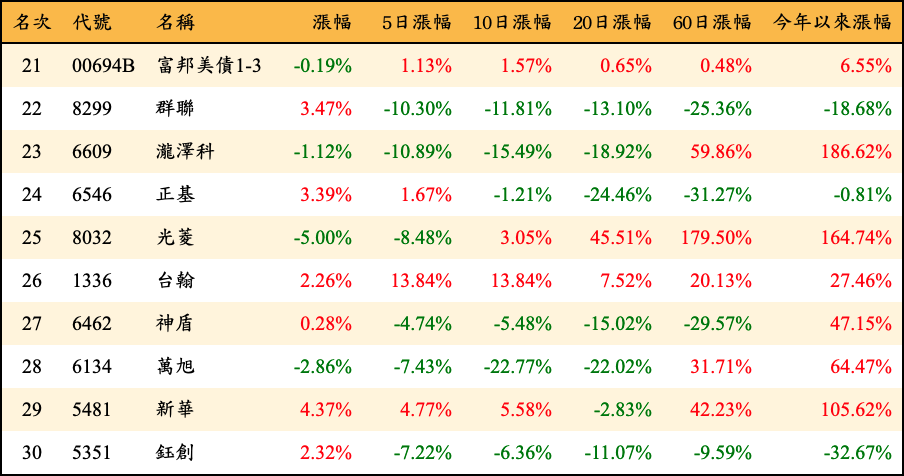 名次 代號 名稱 漲幅 5日漲幅 10日漲幅 20日漲幅 60日漲幅 今年以來漲幅
21 00694B 富邦美債1-3 -0.19% 1.13% 1.57% 0.65% 0.48% 6.55%
22 8299 群聯 3.47% -10.30% -11.81% -13.10% -25.36% -18.68%
23 6609 瀧澤科 -1.12% -10.89% -15.49% -18.92% 59.86% 186.62%
24 6546 正基 3.39% 1.67% -1.21% -24.46% -31.27% -0.81%
25 8032 光菱 -5.00% -8.48% 3.05% 45.51% 179.50% 164.74%
26 1336 台翰 2.26% 13.84% 13.84% 7.52% 20.13% 27.46%
27 6462 神盾 0.28% -4.74% -5.48% -15.02% -29.57% 47.15%
28 6134 萬旭 -2.86% -7.43% -22.77% -22.02% 31.71% 64.47%
29 5481 新華 4.37% 4.77% 5.58% -2.83% 42.23% 105.62%
30 5351 鈺創 2.32% -7.22% -6.36% -11.07% -9.59% -32.67%